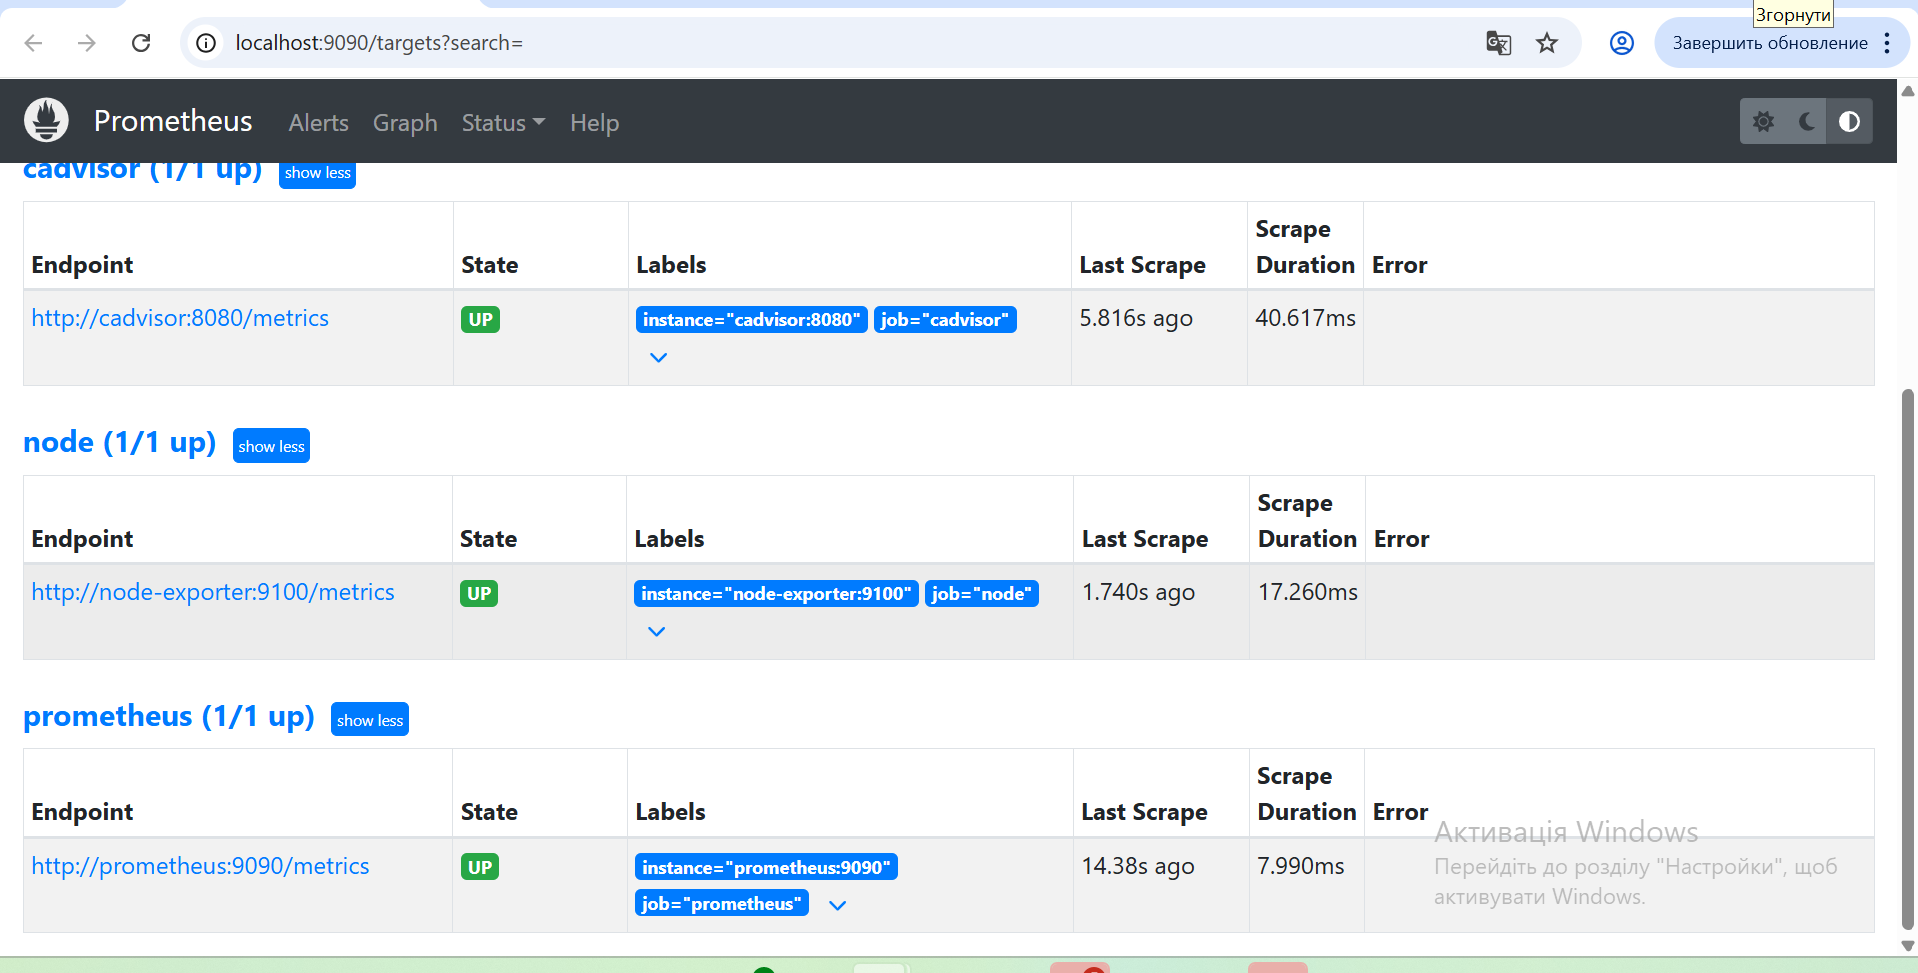 Згорнути
localhost:9090/targets?search=
Завершить обновление
Prometheus Alerts Graph Status Help
cadvisor (1/1 up) show less
Endpoint State Labels Last Scrape Scrape Duration Error
http://cadvisor:8080/metrics UP instance="cadvisor:8080" job="cadvisor" 5.816s ago 40.617ms
node (1/1 up) show less
Endpoint State Labels Last Scrape Scrape Duration Error
http://node-exporter:9100/metrics UP instance="node-exporter:9100" job="node" 1.740s ago 17.260ms
prometheus (1/1 up) show less
Endpoint State Labels Last Scrape Scrape Duration Error
http://prometheus:9090/metrics UP instance="prometheus:9090" 14.38s ago 7.990ms
job="prometheus"
Активація Windows
Перейдіть до розділу "Настройки", щоб
активувати Windows.